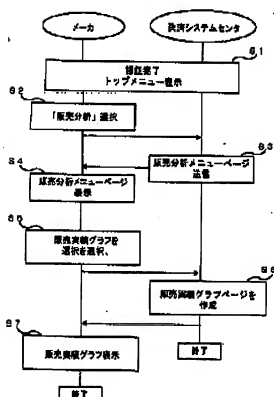 メーカ
決済システムセンタ
S1
認証完了
トップメニュー表示
S2
「販売分析」選択
S3
販売分析メニューページ
送信
S4
販売分析メニューページ
表示
S5
販売実績グラフを
選択を選択、
S6
販売実績グラフページを
作成
S7
販売実績グラフ表示
終了
終了